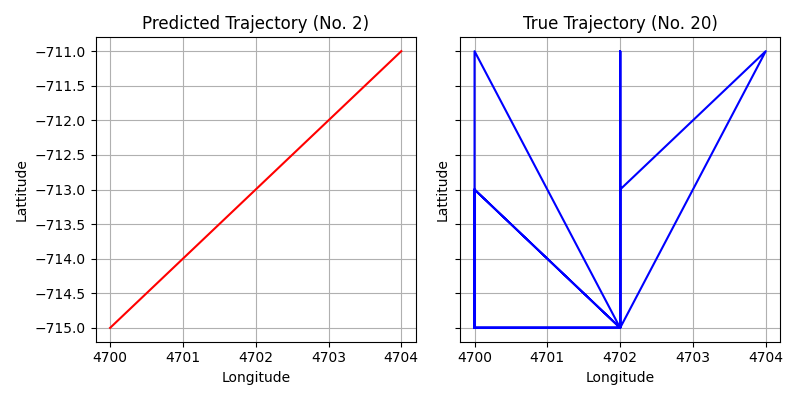 Predicted Trajectory (No. 2)
−711.0
−711.5
−712.0
−712.5
−713.0
−713.5
−714.0
−714.5
−715.0
Lattitude
4700 4701 4702 4703 4704
Longitude
True Trajectory (No. 20)
Lattitude
4700 4701 4702 4703 4704
Longitude